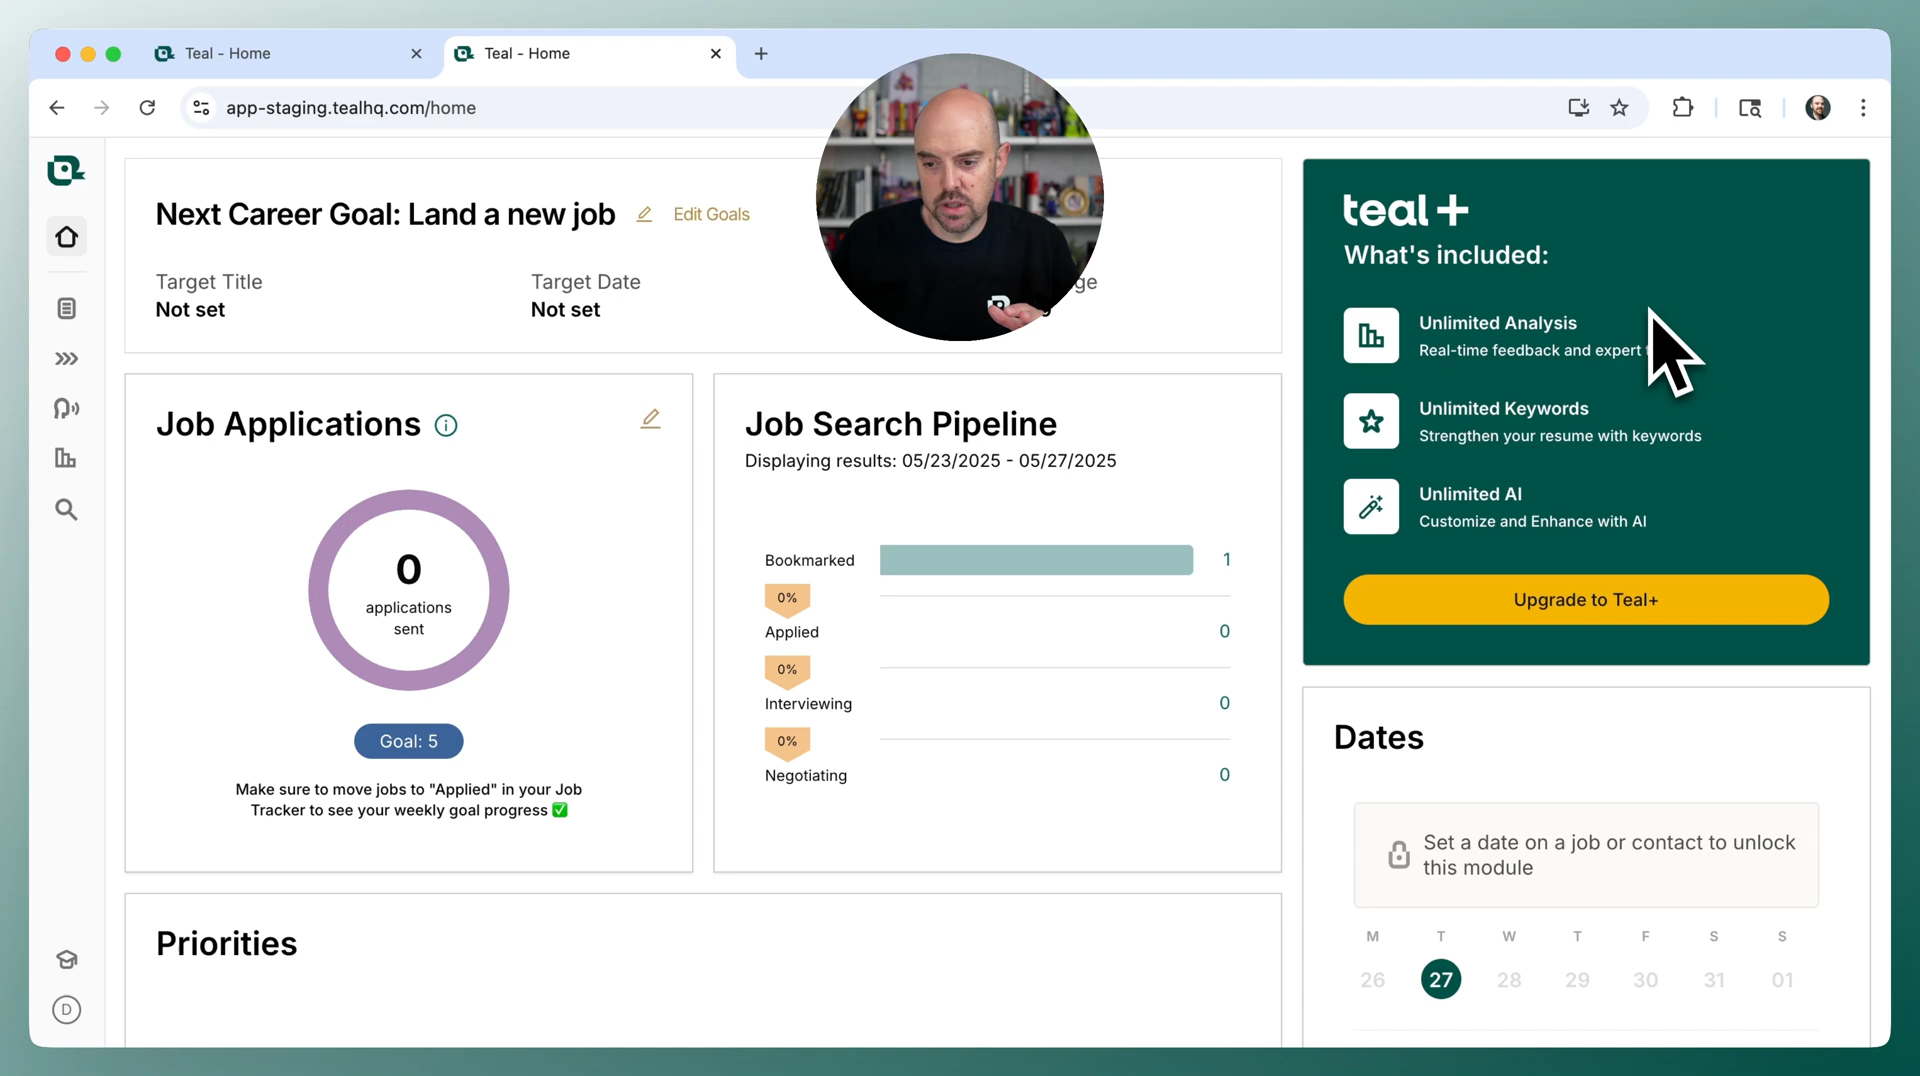 Teal - Home
Teal - Home
app-staging.tealhq.com/home
Next Career Goal: Land a new job
Edit Goals
Target Title
Target Date
Not set
Not set
teal+
What's included:
Unlimited Analysis
Real-time feedback and expert
Unlimited Keywords
Strengthen your resume with keywords
Unlimited AI
Customize and Enhance with AI
Upgrade to Teal+
Job Applications
0
applications
sent
Goal: 5
Make sure to move jobs to "Applied" in your Job
Tracker to see your weekly goal progress ✅
Job Search Pipeline
Displaying results: 05/23/2025 - 05/27/2025
Bookmarked 1
0%
Applied 0
0%
Interviewing 0
0%
Negotiating 0
Dates
Set a date on a job or contact to unlock
this module
M T W T F S S
26 27 28 29 30 31 01
Priorities
D